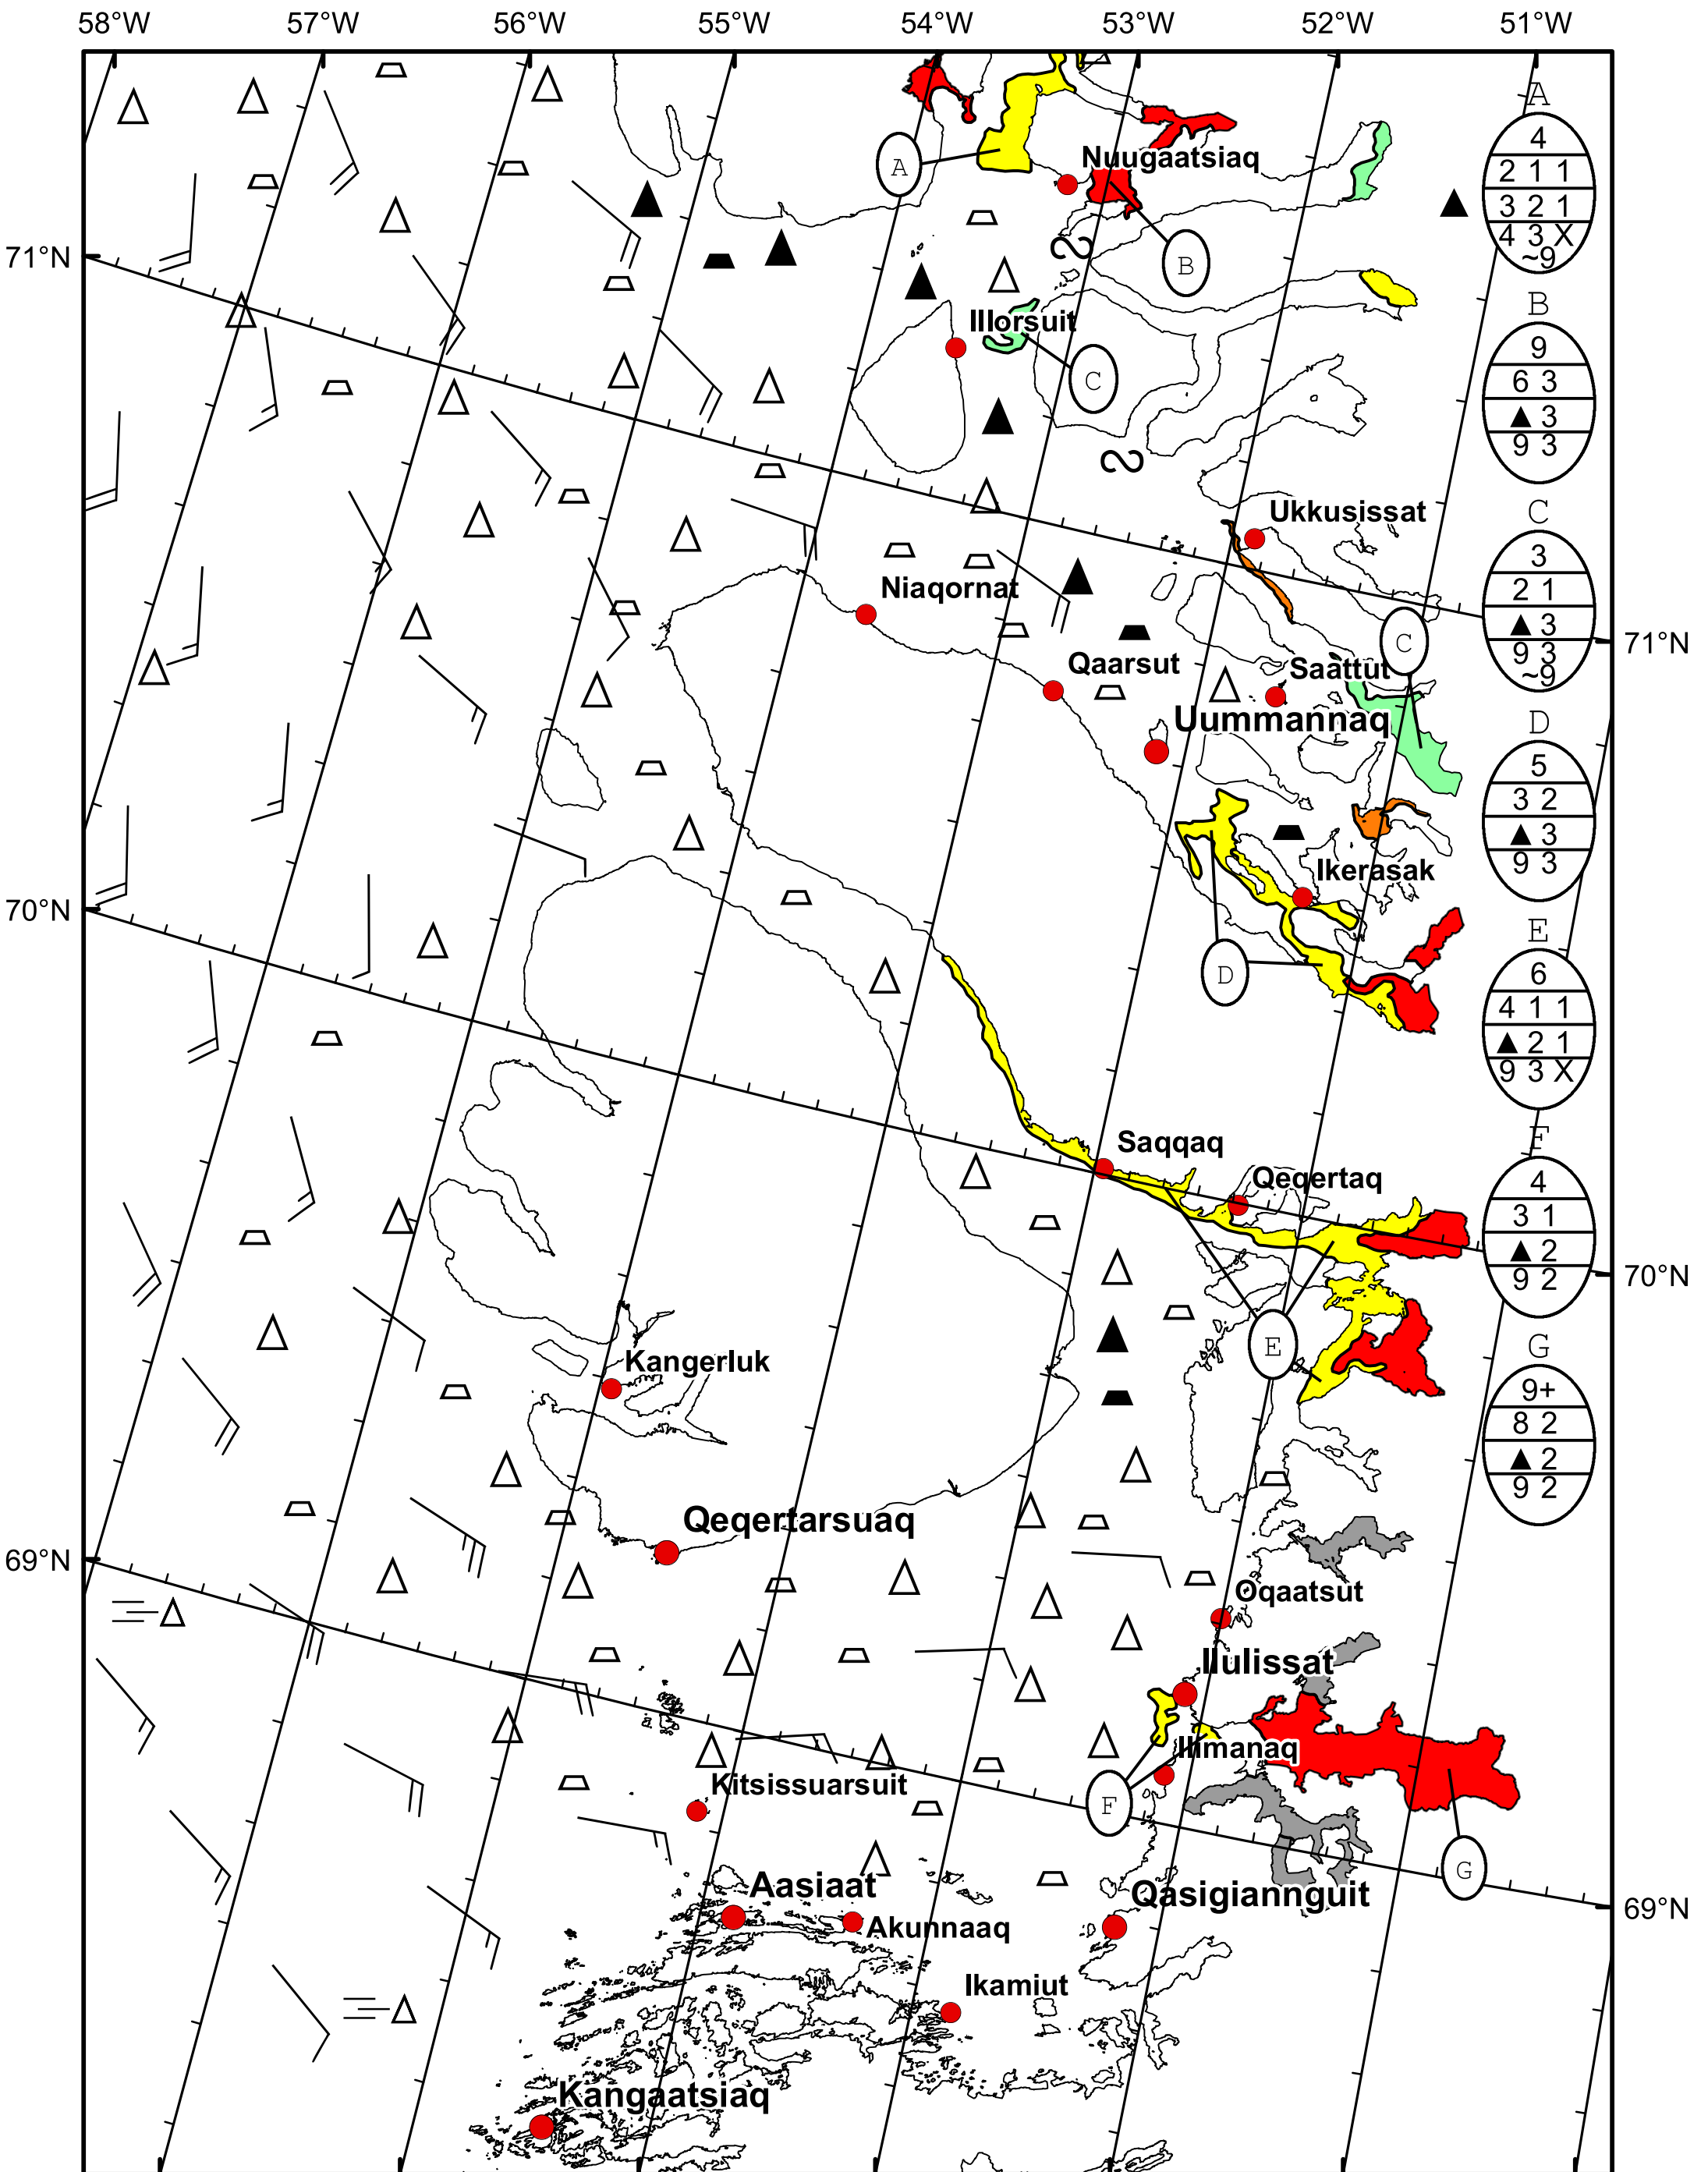 58°W 57°W 56°W 55°W 54°W 53°W 52°W 51°W
A
4
2 1 1
3 2 1
4 3 X
~9
A
Nuugaatsiaq
B
71°N
B
9
6 3
▲ 3
9 3
Illorsuit
C
Ukkusissat
C
3
2 1
▲ 3
9 3
~9
Niaqornat
C
71°N
Qaarsut
Saattut
Uummannaq
D
5
3 2
▲ 3
9 3
Ikerasak
70°N
D
E
6
4 1 1
▲ 2 1
9 3 X
Saqqaq
Qeqertaq
F
4
3 1
▲ 2
9 2
70°N
E
Kangerluk
G
9+
8 2
▲ 2
9 2
Qeqertarsuaq
69°N
Oqaatsut
Ilulissat
Ilimanaq
Kitsissuarsuit
F
G
Aasiaat
Qasigiannguit
69°N
Akunnaaq
Ikamiut
Kangaatsiaq